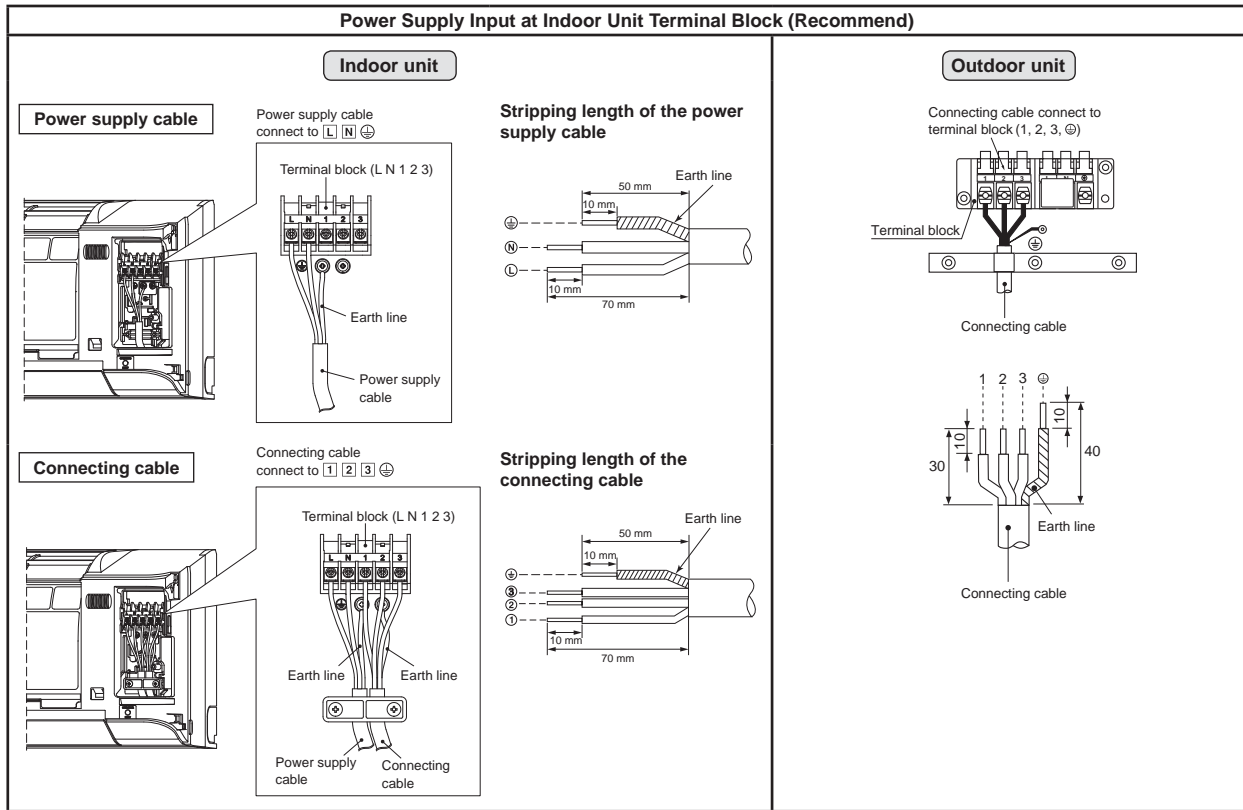 Power Supply Input at Indoor Unit Terminal Block (Recommend)
Indoor unit
Power supply cable
Power supply cable
connect to L N ⏚
Terminal block (L N 1 2 3)
L N 1 2 3
Earth line
Power supply
cable
Stripping length of the power
supply cable
50 mm
Earth line
10 mm
⏚
Ⓝ
Ⓛ
10 mm
70 mm
Connecting cable
Connecting cable
connect to 1 2 3 ⏚
Terminal block (L N 1 2 3)
L N 1 2 3
Earth line
Earth line
Power supply
cable
Connecting
cable
Stripping length of the
connecting cable
Earth line
50 mm
10 mm
⏚
③
②
①
10 mm
70 mm
Outdoor unit
Connecting cable connect to
terminal block (1, 2, 3, ⏚)
1 2 3
Terminal block
⏚
Connecting cable
1 2 3 ⏚
10
10
30
40
Earth line
Connecting cable